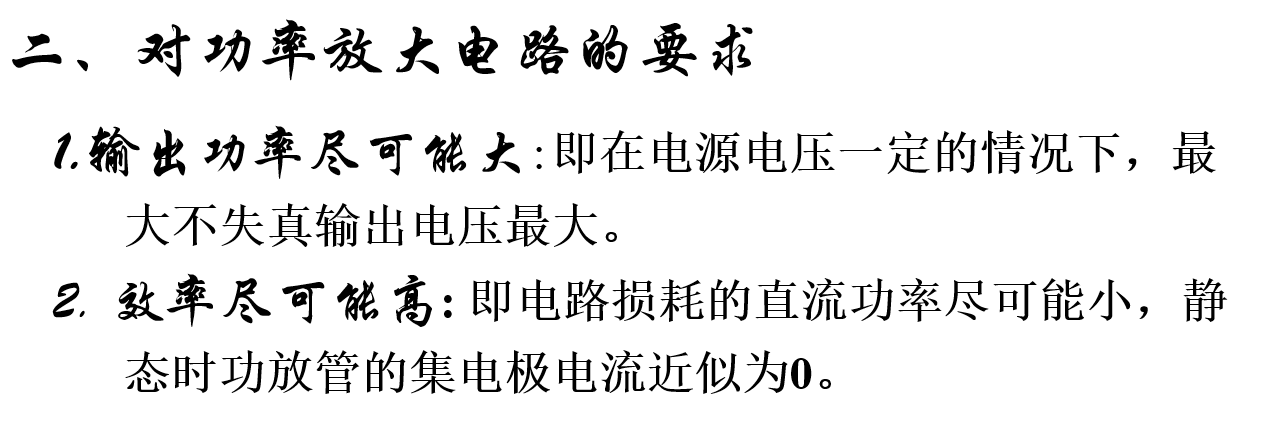 二、对功率放大电路的要求
1.输出功率尽可能大:即在电源电压一定的情况下，最
大不失真输出电压最大。
2. 效率尽可能高: 即电路损耗的直流功率尽可能小，静
态时功放管的集电极电流近似为0。